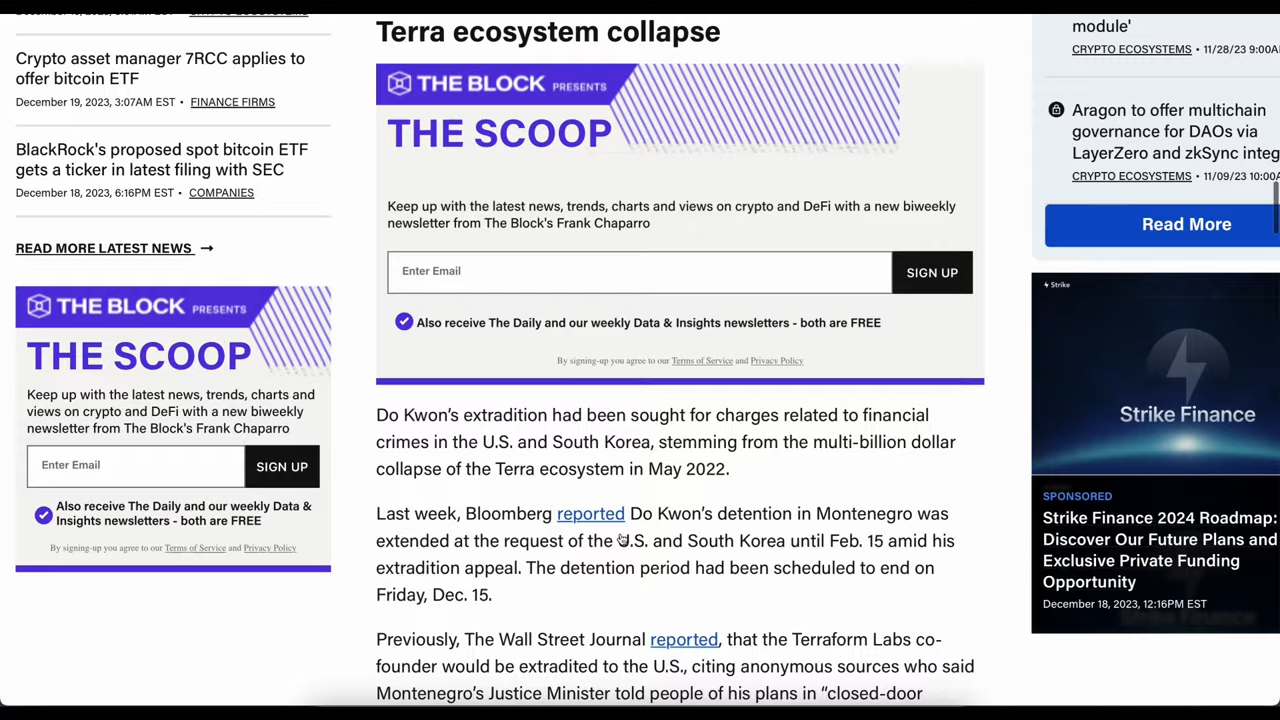 Crypto asset manager 7RCC applies to
offer bitcoin ETF
December 19, 2023, 3:07AM EST • FINANCE FIRMS
BlackRock's proposed spot bitcoin ETF
gets a ticker in latest filing with SEC
December 18, 2023, 6:16PM EST • COMPANIES
READ MORE LATEST NEWS →
THE BLOCK PRESENTS
THE SCOOP
Keep up with the latest news, trends, charts and
views on crypto and DeFi with a new biweekly
newsletter from The Block's Frank Chaparro
Enter Email
SIGN UP
Also receive The Daily and our weekly Data &
Insights newsletters - both are FREE
By signing-up you agree to our Terms of Service and Privacy Policy
Terra ecosystem collapse
THE BLOCK PRESENTS
THE SCOOP
Keep up with the latest news, trends, charts and views on crypto and DeFi with a new biweekly
newsletter from The Block's Frank Chaparro
Enter Email
SIGN UP
Also receive The Daily and our weekly Data & Insights newsletters - both are FREE
By signing-up you agree to our Terms of Service and Privacy Policy
Do Kwon’s extradition had been sought for charges related to financial
crimes in the U.S. and South Korea, stemming from the multi-billion dollar
collapse of the Terra ecosystem in May 2022.
Last week, Bloomberg reported Do Kwon’s detention in Montenegro was
extended at the request of the U.S. and South Korea until Feb. 15 amid his
extradition appeal. The detention period had been scheduled to end on
Friday, Dec. 15.
Previously, The Wall Street Journal reported, that the Terraform Labs co-
founder would be extradited to the U.S., citing anonymous sources who said
Montenegro’s Justice Minister told people of his plans in “closed-door
module'
CRYPTO ECOSYSTEMS • 11/28/23 9:00A
Aragon to offer multichain
governance for DAOs via
LayerZero and zkSync integ
CRYPTO ECOSYSTEMS • 11/09/23 10:00A
Read More
Strike
Strike Finance
SPONSORED
Strike Finance 2024 Roadmap:
Discover Our Future Plans and
Exclusive Private Funding
Opportunity
December 18, 2023, 12:16PM EST